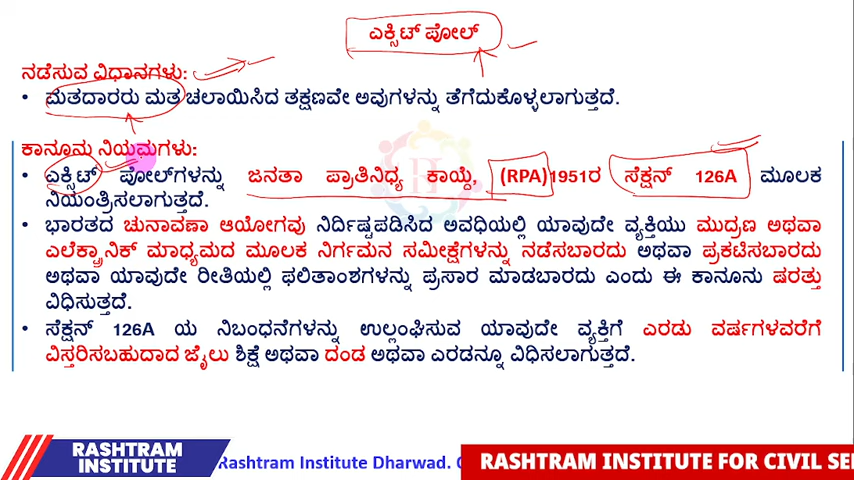 ಎಕ್ಸಿಟ್ ಪೋಲ್
ನಡೆಸುವ ವಿಧಾನಗಳು:
• ಮತದಾರರು ಮತ ಚಲಾಯಿಸಿದ ತಕ್ಷಣವೇ ಅವುಗಳನ್ನು ತೆಗೆದುಕೊಳ್ಳಲಾಗುತ್ತದೆ.
ಕಾನೂನು ನಿಯಮಗಳು:
• ಎಕ್ಸಿಟ್ ಪೋಲ್‌ಗಳನ್ನು ಜನತಾ ಪ್ರಾತಿನಿಧ್ಯ ಕಾಯ್ದೆ, (RPA) 1951ರ ಸೆಕ್ಷನ್ 126A ಮೂಲಕ
ನಿಯಂತ್ರಿಸಲಾಗುತ್ತದೆ.
• ಭಾರತದ ಚುನಾವಣಾ ಆಯೋಗವು ನಿರ್ದಿಷ್ಟಪಡಿಸಿದ ಅವಧಿಯಲ್ಲಿ ಯಾವುದೇ ವ್ಯಕ್ತಿಯು ಮುದ್ರಣ ಅಥವಾ
ಎಲೆಕ್ಟ್ರಾನಿಕ್ ಮಾಧ್ಯಮದ ಮೂಲಕ ನಿರ್ಗಮನ ಸಮೀಕ್ಷೆಗಳನ್ನು ನಡೆಸಬಾರದು ಅಥವಾ ಪ್ರಕಟಿಸಬಾರದು
ಅಥವಾ ಯಾವುದೇ ರೀತಿಯಲ್ಲಿ ಫಲಿತಾಂಶಗಳನ್ನು ಪ್ರಸಾರ ಮಾಡಬಾರದು ಎಂದು ಈ ಕಾನೂನು ಷರತ್ತು
ವಿಧಿಸುತ್ತದೆ.
• ಸೆಕ್ಷನ್ 126A ಯ ನಿಬಂಧನೆಗಳನ್ನು ಉಲ್ಲಂಘಿಸುವ ಯಾವುದೇ ವ್ಯಕ್ತಿಗೆ ಎರಡು ವರ್ಷಗಳವರೆಗೆ
ವಿಸ್ತರಿಸಬಹುದಾದ ಜೈಲು ಶಿಕ್ಷೆ ಅಥವಾ ದಂಡ ಅಥವಾ ಎರಡನ್ನೂ ವಿಧಿಸಲಾಗುತ್ತದೆ.
RASHTRAM
INSTITUTE
Rashtram Institute Dharwad.
RASHTRAM INSTITUTE FOR CIVIL SE